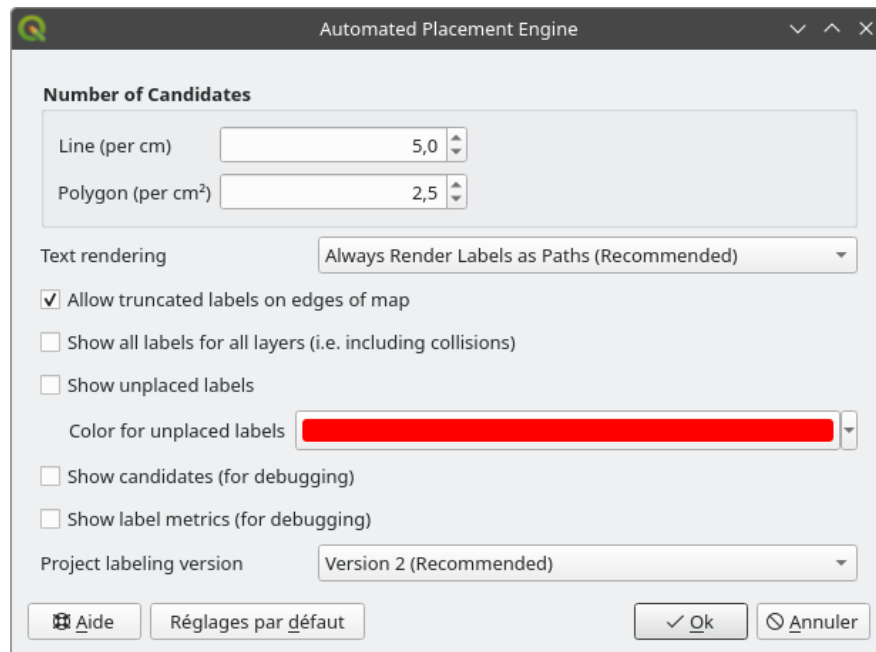 Automated Placement Engine
Number of Candidates
Line (per cm) 5,0
Polygon (per cm²) 2,5
Text rendering Always Render Labels as Paths (Recommended)
Allow truncated labels on edges of map
Show all labels for all layers (i.e. including collisions)
Show unplaced labels
Color for unplaced labels
Show candidates (for debugging)
Show label metrics (for debugging)
Project labeling version Version 2 (Recommended)
Aide Réglages par défaut Ok Annuler